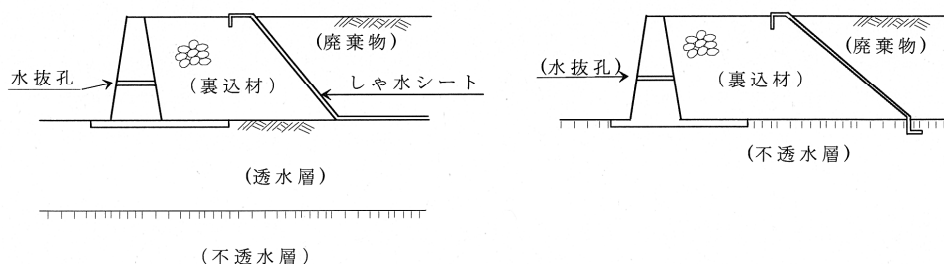 (廃棄物)
水抜孔
(裏込材)
しゃ水シート
(透水層)
(不透水層)
(廃棄物)
(水抜孔)
(裏込材)
(不透水層)